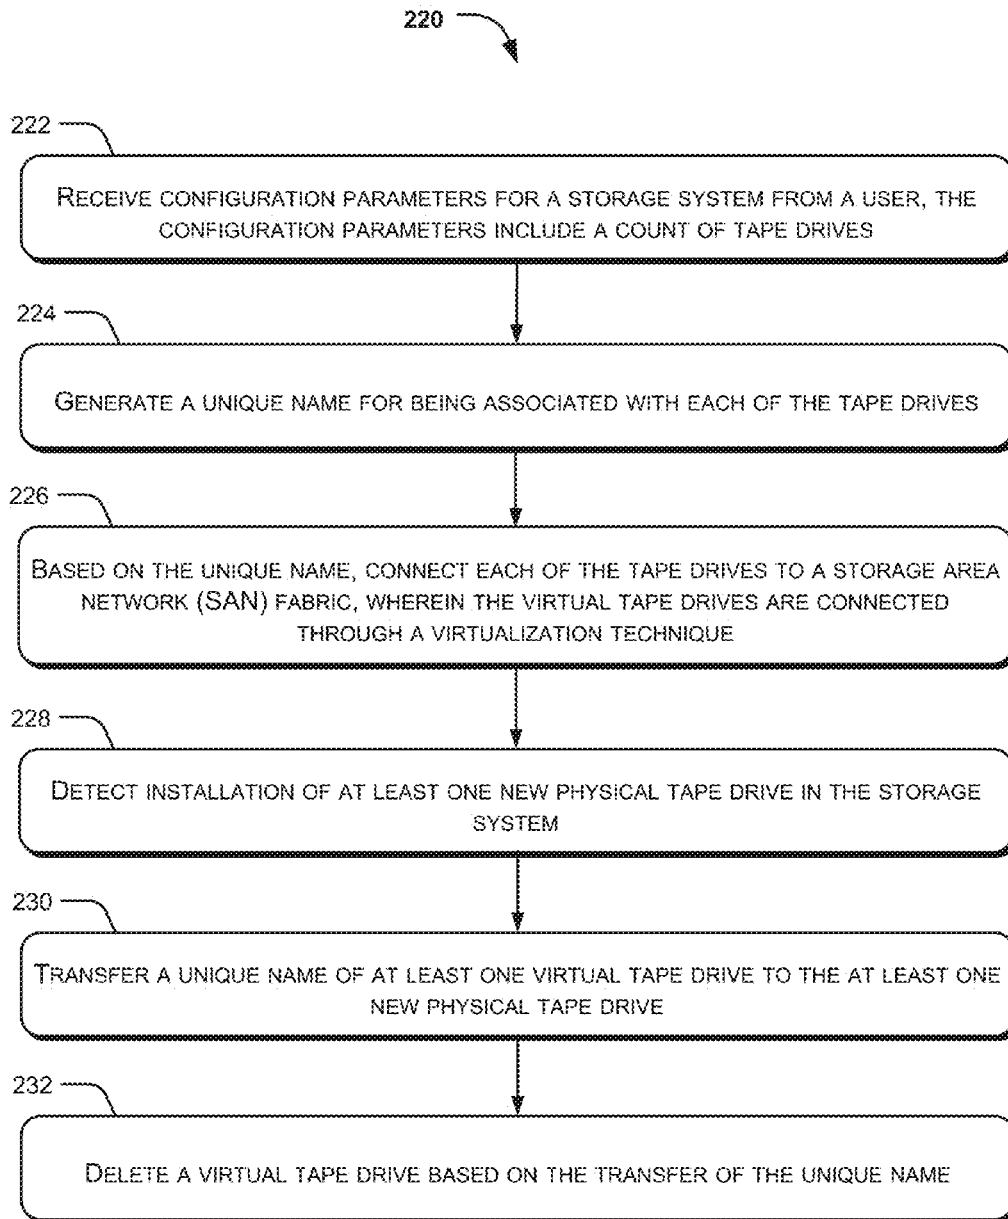 220
222
RECEIVE CONFIGURATION PARAMETERS FOR A STORAGE SYSTEM FROM A USER, THE
CONFIGURATION PARAMETERS INCLUDE A COUNT OF TAPE DRIVES
224
GENERATE A UNIQUE NAME FOR BEING ASSOCIATED WITH EACH OF THE TAPE DRIVES
226
BASED ON THE UNIQUE NAME, CONNECT EACH OF THE TAPE DRIVES TO A STORAGE AREA
NETWORK (SAN) FABRIC, WHEREIN THE VIRTUAL TAPE DRIVES ARE CONNECTED
THROUGH A VIRTUALIZATION TECHNIQUE
228
DETECT INSTALLATION OF AT LEAST ONE NEW PHYSICAL TAPE DRIVE IN THE STORAGE
SYSTEM
230
TRANSFER A UNIQUE NAME OF AT LEAST ONE VIRTUAL TAPE DRIVE TO THE AT LEAST ONE
NEW PHYSICAL TAPE DRIVE
232
DELETE A VIRTUAL TAPE DRIVE BASED ON THE TRANSFER OF THE UNIQUE NAME